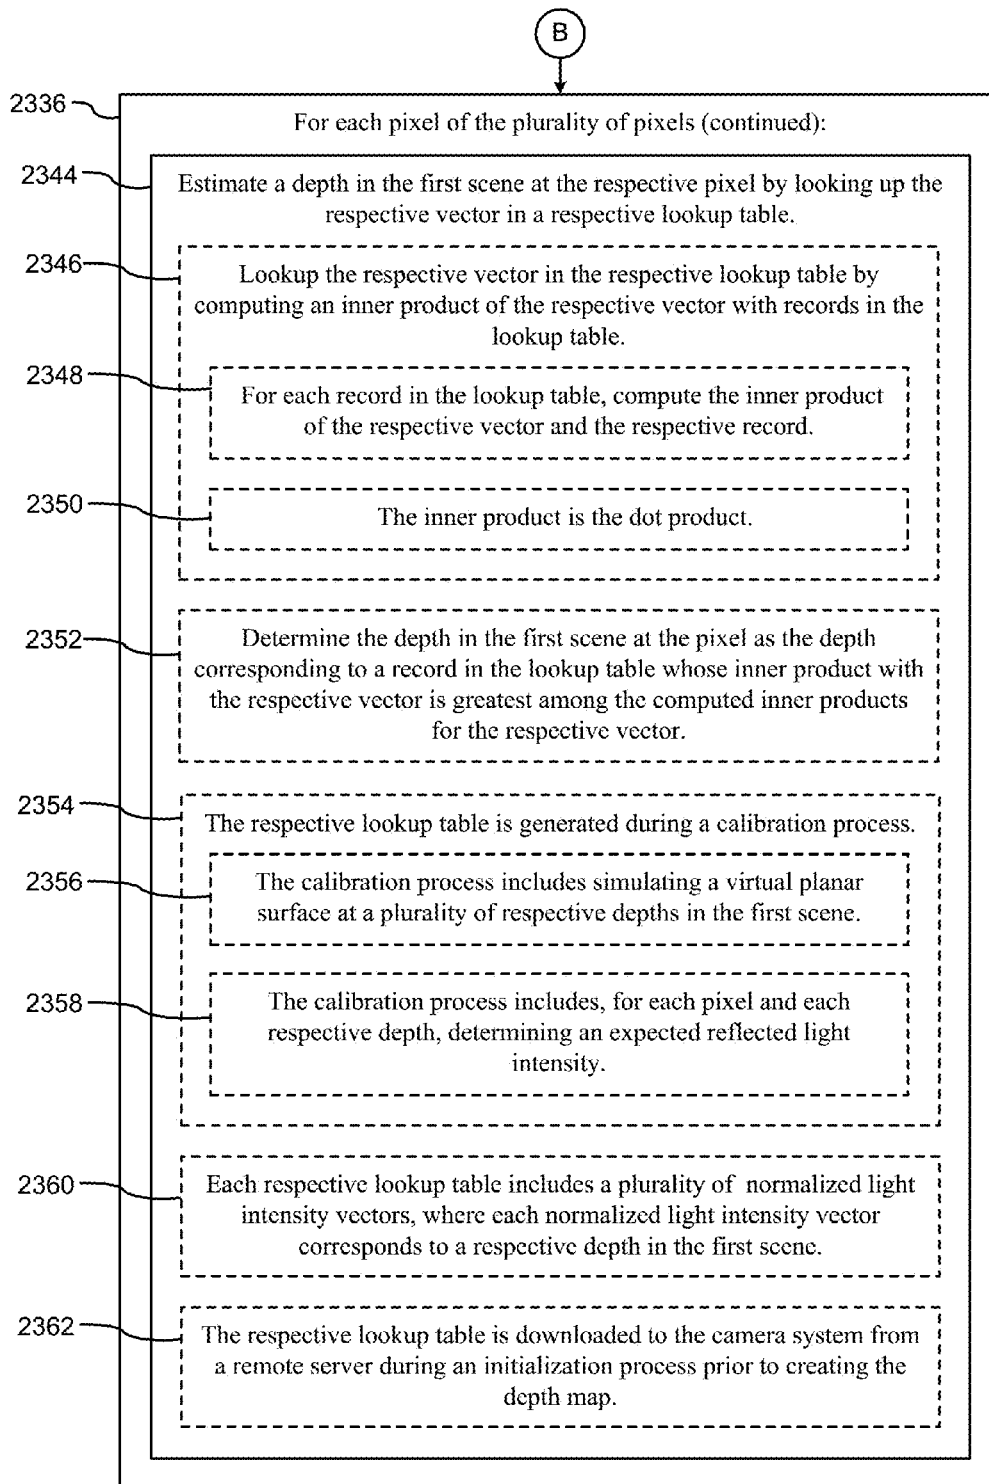 B
2336
For each pixel of the plurality of pixels (continued):
2344
Estimate a depth in the first scene at the respective pixel by looking up the
respective vector in a respective lookup table.
2346
Lookup the respective vector in the respective lookup table by
computing an inner product of the respective vector with records in the
lookup table.
2348
For each record in the lookup table, compute the inner product
of the respective vector and the respective record.
2350
The inner product is the dot product.
2352
Determine the depth in the first scene at the pixel as the depth
corresponding to a record in the lookup table whose inner product with
the respective vector is greatest among the computed inner products
for the respective vector.
2354
The respective lookup table is generated during a calibration process.
2356
The calibration process includes simulating a virtual planar
surface at a plurality of respective depths in the first scene.
2358
The calibration process includes, for each pixel and each
respective depth, determining an expected reflected light
intensity.
2360
Each respective lookup table includes a plurality of normalized light
intensity vectors, where each normalized light intensity vector
corresponds to a respective depth in the first scene.
2362
The respective lookup table is downloaded to the camera system from
a remote server during an initialization process prior to creating the
depth map.